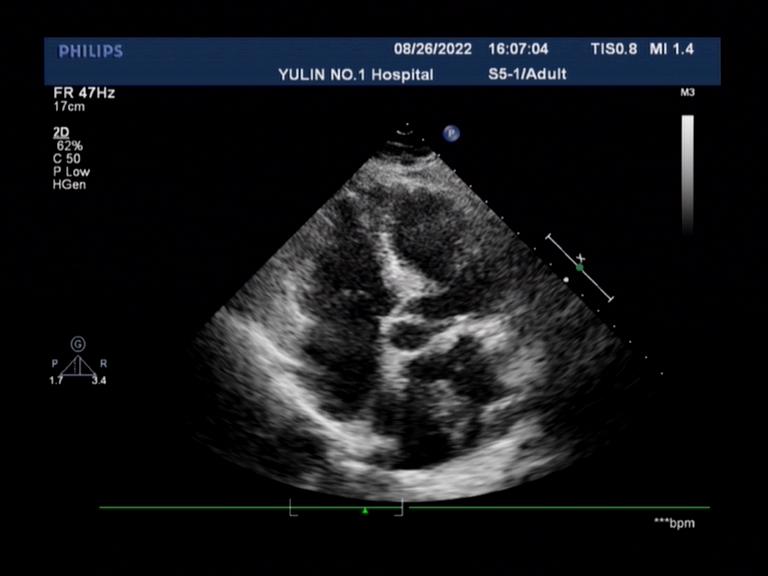 PHILIPS
08/26/2022 16:07:04 TIS0.8 MI 1.4
YULIN NO.1 Hospital S5-1/Adult
FR 47Hz
17cm
M3
2D
62%
C 50
P Low
HGen
P
X
G
P R
1.7 3.4
***bpm